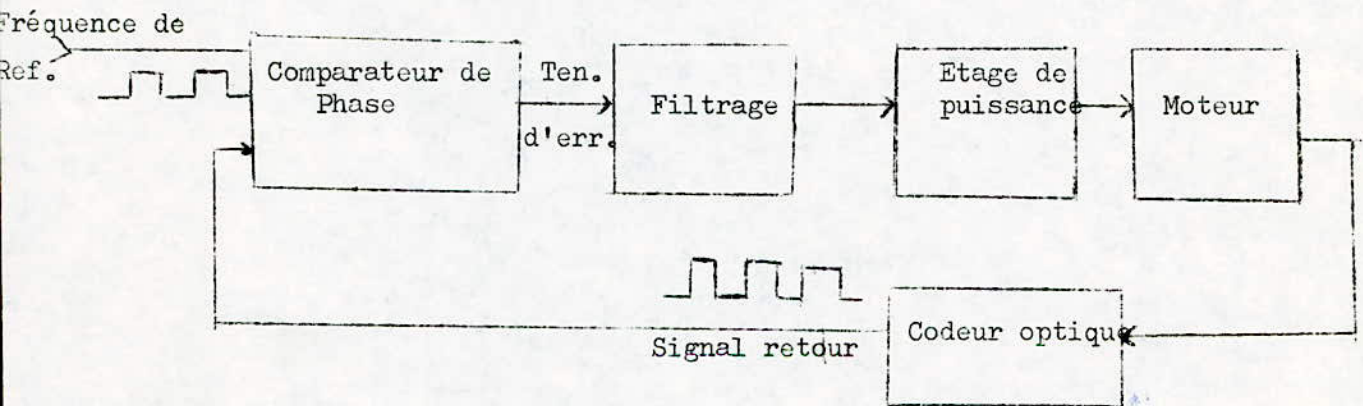 Fréquence de
Ref.
Comparateur de
Phase
Ten.
d'err.
Filtrage
Etage de
puissance
Moteur
Signal retour
Codeur optique